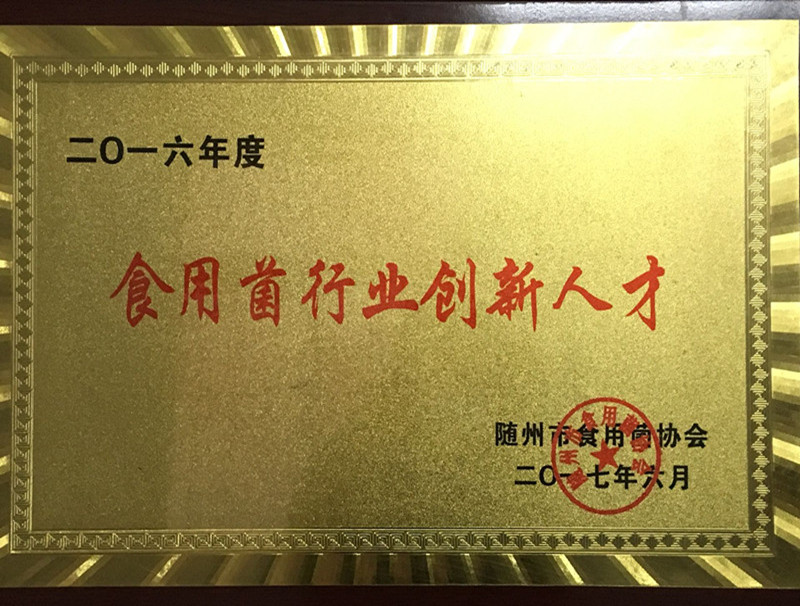 二〇一六年度
食用菌行业创新人才
随州市食用菌协会
二〇一七年六月